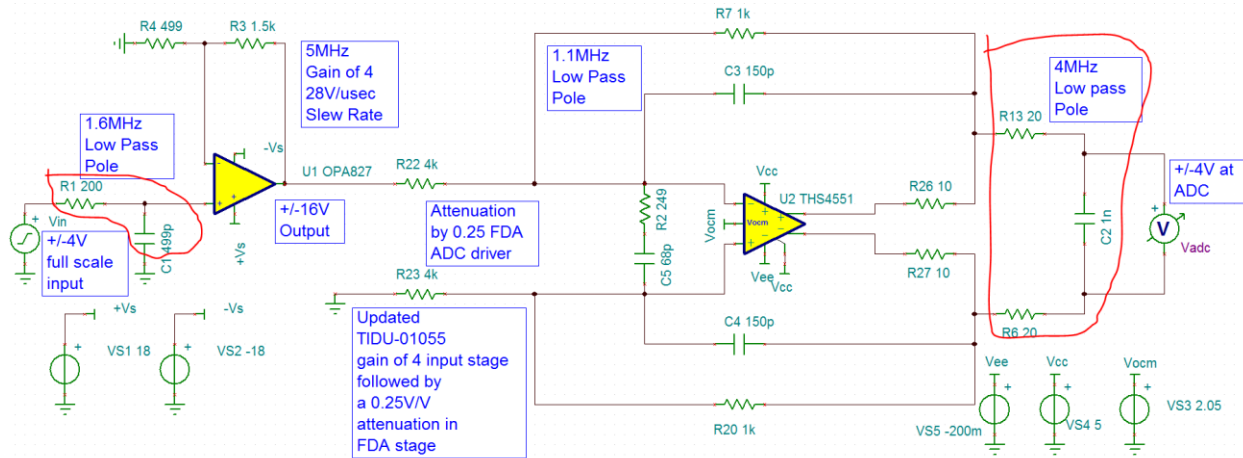 R4 499
R3 1.5k
5MHz
Gain of 4
28V/usec
Slew Rate
1.6MHz
Low Pass
Pole
-Vs
U1 OPA827
+/-16V
Output
+Vs
R1 200
Vin
+/-4V
full scale
input
C1 499p
+Vs
VS1 18
-Vs
VS2 -18
R22 4k
Attenuation
by 0.25 FDA
ADC driver
R23 4k
Updated
TIDU-01055
gain of 4 input stage
followed by
a 0.25V/V
attenuation in
FDA stage
1.1MHz
Low Pass
Pole
R7 1k
C3 150p
R2 249
C5 68p
Vocm
Vocm
Vcc
U2 THS4551
Vee
Vcc
R26 10
R27 10
C4 150p
R20 1k
4MHz
Low pass
Pole
R13 20
C2 1n
R6 20
+/-4V at
ADC
V
Vadc
Vee
VS5 -200m
Vcc
VS4 5
Vocm
VS3 2.05